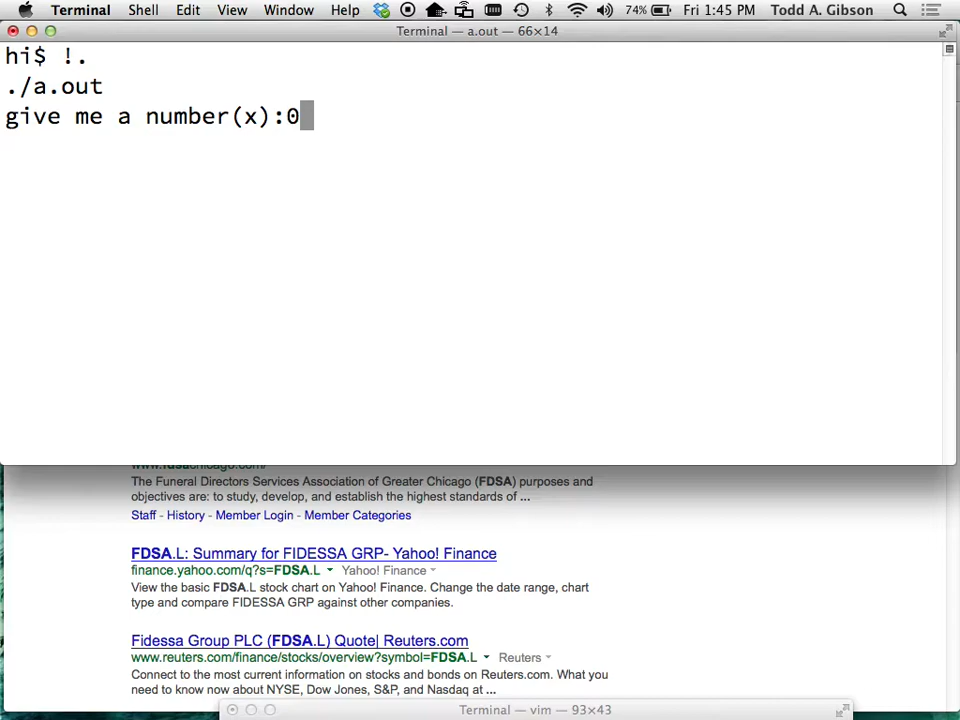 Terminal Shell Edit View Window Help 74% Fri 1:45 PM Todd A. Gibson
Terminal — a.out — 66×14
hi$ !.
./a.out
give me a number(x):0
www.fdsachicago.com/
The Funeral Directors Services Association of Greater Chicago (FDSA) purposes and
objectives are: to study, develop, and establish the highest standards of ...
Staff - History - Member Login - Member Categories
FDSA.L: Summary for FIDESSA GRP- Yahoo! Finance
finance.yahoo.com/q?s=FDSA.L Yahoo! Finance
View the basic FDSA.L stock chart on Yahoo! Finance. Change the date range, chart
type and compare FIDESSA GRP against other companies.
Fidessa Group PLC (FDSA.L) Quote| Reuters.com
www.reuters.com/finance/stocks/overview?symbol=FDSA.L Reuters
Connect to the most current information on stocks and bonds on Reuters.com. How you
need to know now about NYSE, Dow Jones, S&P, and Nasdaq at ...
Terminal — vim — 93×43